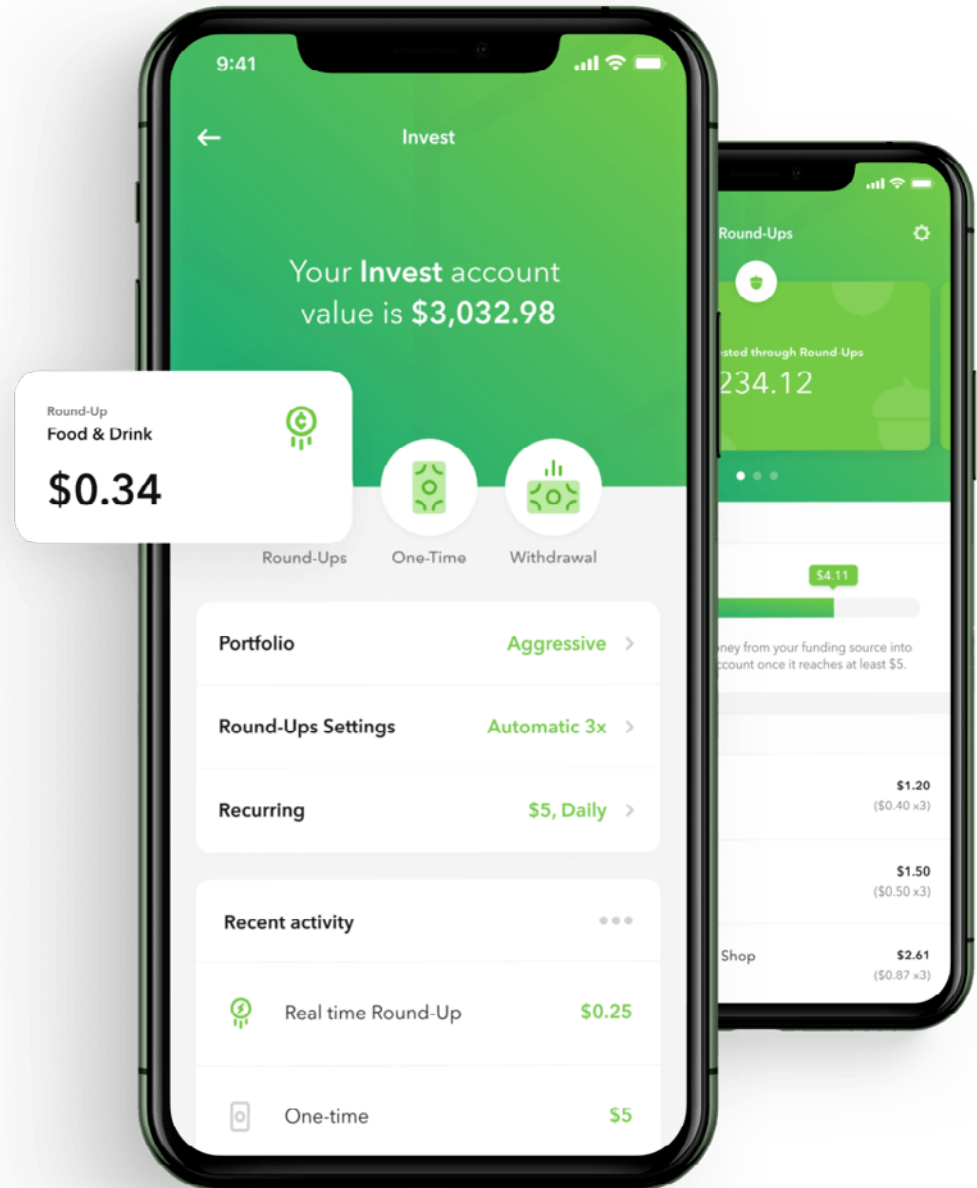 9:41
Invest
Your Invest account
value is $3,032.98
Round-Up
Food & Drink
$0.34
Round-Ups
One-Time
Withdrawal
Portfolio
Aggressive
Round-Ups Settings
Automatic 3x
Recurring
$5, Daily
Recent activity
Real time Round-Up
$0.25
One-time
$5
Round-Ups
through Round-Ups
234.12
$4.11
from your funding source into
once it reaches at least $5.
$1.20
($0.40 x3)
$1.50
($0.50 x3)
Shop
$2.61
($0.87 x3)